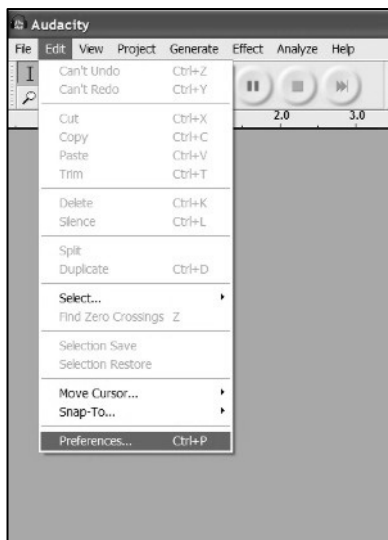 Audacity
File Edit View Project Generate Effect Analyze Help
2.0 3.0
Can't Undo Ctrl+Z
Can't Redo Ctrl+Y
Cut Ctrl+X
Copy Ctrl+C
Paste Ctrl+V
Trim Ctrl+T
Delete Ctrl+K
Silence Ctrl+L
Split
Duplicate Ctrl+D
Select...
Find Zero Crossings Z
Selection Save
Selection Restore
Move Cursor...
Snap-To...
Preferences... Ctrl+P